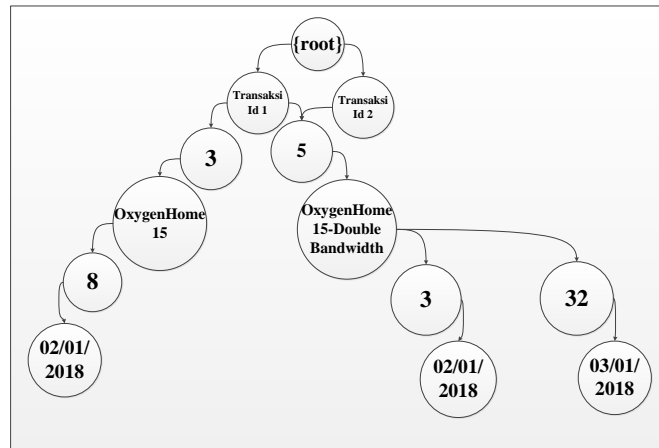 {root}
Transaksi
Id 1
Transaksi
Id 2
3
5
OxygenHome
15
OxygenHome
15-Double
Bandwidth
8
3
32
02/01/
2018
02/01/
2018
03/01/
2018